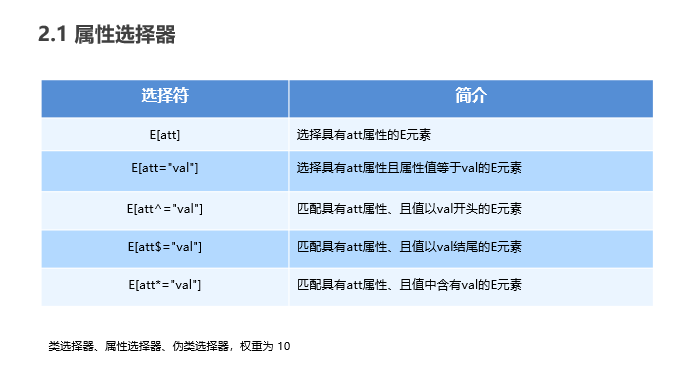 2.1 属性选择器
选择符 简介
E[att] 选择具有att属性的E元素
E[att="val"] 选择具有att属性且属性值等于val的E元素
E[att^="val"] 匹配具有att属性、且值以val开头的E元素
E[att$="val"] 匹配具有att属性、且值以val结尾的E元素
E[att*="val"] 匹配具有att属性、且值中含有val的E元素
类选择器、属性选择器、伪类选择器，权重为 10